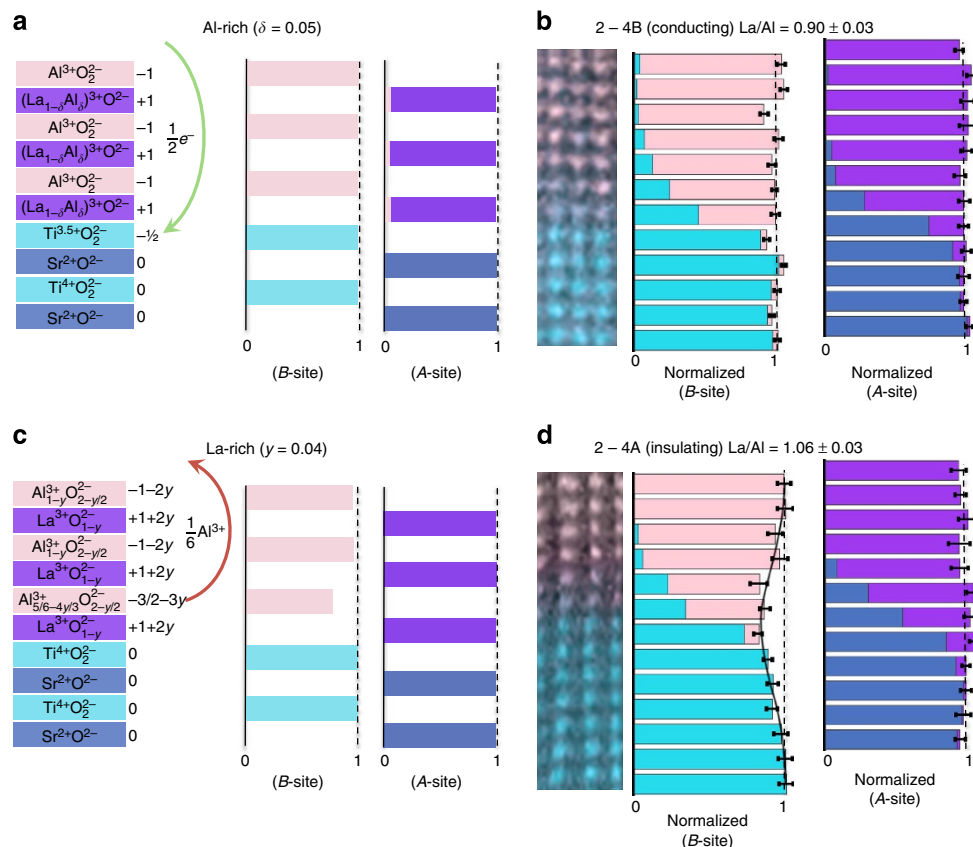 a
Al-rich (δ = 0.05)
Al³⁺O₂²⁻ −1
(La₁₋δAlδ)³⁺O²⁻ +1
Al³⁺O₂²⁻ −1
(La₁₋δAlδ)³⁺O²⁻ +1
Al³⁺O₂²⁻ −1
(La₁₋δAlδ)³⁺O²⁻ +1
Ti³·⁵⁺O₂²⁻ −½
Sr²⁺O²⁻ 0
Ti⁴⁺O₂²⁻ 0
Sr²⁺O²⁻ 0
1/2 e⁻
0 1 0 1
(B-site) (A-site)
b
2 – 4B (conducting) La/Al = 0.90 ± 0.03
0 1 0 1
Normalized
(B-site)
Normalized
(A-site)
c
La-rich (y = 0.04)
Al³⁺₁₋yO²⁻₂₋y/₂ −1−2y
La³⁺O²⁻₁₋y +1+2y
Al³⁺₁₋yO²⁻₂₋y/₂ −1−2y
La³⁺O²⁻₁₋y +1+2y
Al³⁺₅/₆₋₄y/₃O²⁻₂₋y/₂ −3/2−3y
La³⁺O²⁻₁₋y +1+2y
Ti⁴⁺O₂²⁻ 0
Sr²⁺O²⁻ 0
Ti⁴⁺O₂²⁻ 0
Sr²⁺O²⁻ 0
1/6 Al³⁺
0 1 0 1
(B-site) (A-site)
d
2 – 4A (insulating) La/Al = 1.06 ± 0.03
0 1 0 1
Normalized
(B-site)
Normalized
(A-site)